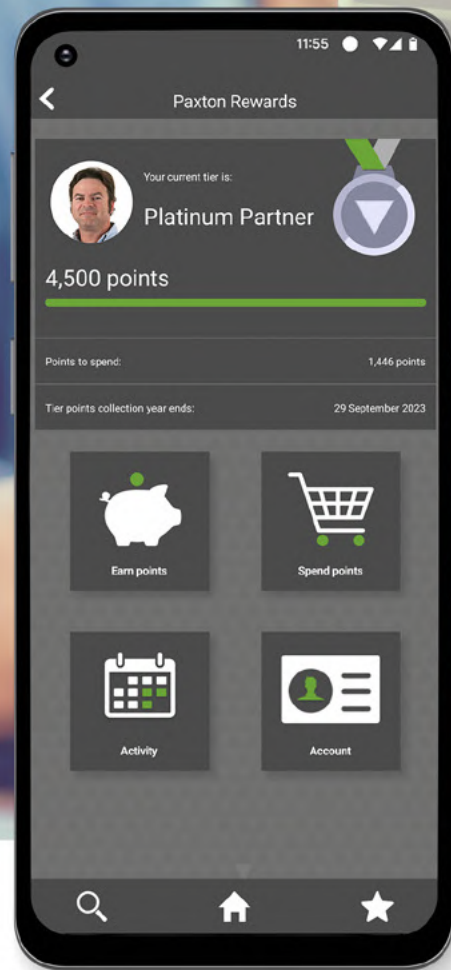 11:55
Paxton Rewards
Your current tier is:
Platinum Partner
4,500 points
Points to spend: 1,446 points
Tier points collection year ends: 29 September 2023
Earn points
Spend points
Activity
Account